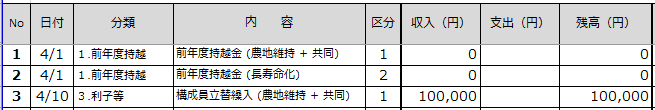 No 日付 分類 内　容 区分 収入（円） 支出（円） 残高（円）
1 4/1 1.前年度持越 前年度持越金 (農地維持 + 共同) 1 0 0
2 4/1 1.前年度持越 前年度持越金 (長寿命化) 2 0 0
3 4/10 3.利子等 構成員立替繰入 (農地維持 + 共同) 1 100,000 100,000